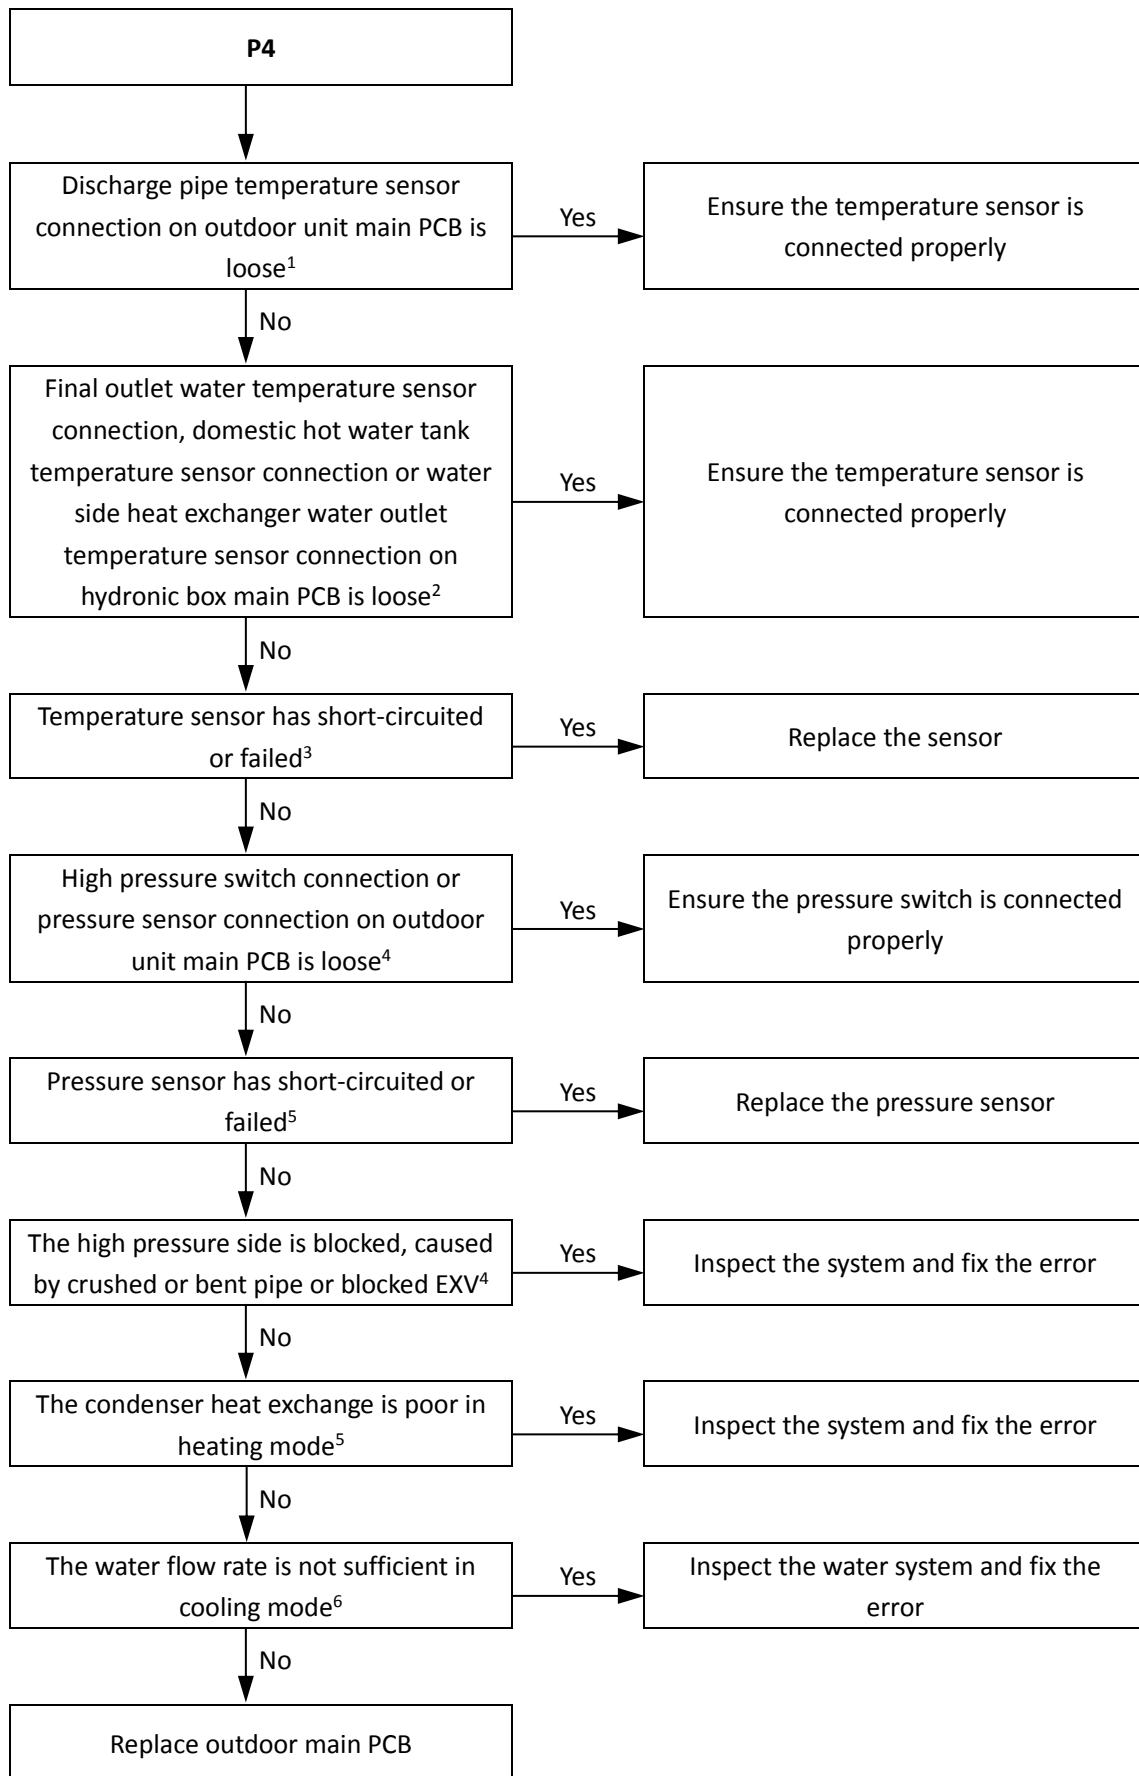 P4
Discharge pipe temperature sensor
connection on outdoor unit main PCB is
loose¹
Yes
Ensure the temperature sensor is
connected properly
No
Final outlet water temperature sensor
connection, domestic hot water tank
temperature sensor connection or water
side heat exchanger water outlet
temperature sensor connection on
hydronic box main PCB is loose²
Yes
Ensure the temperature sensor is
connected properly
No
Temperature sensor has short-circuited
or failed³
Yes
Replace the sensor
No
High pressure switch connection or
pressure sensor connection on outdoor
unit main PCB is loose⁴
Yes
Ensure the pressure switch is connected
properly
No
Pressure sensor has short-circuited or
failed⁵
Yes
Replace the pressure sensor
No
The high pressure side is blocked, caused
by crushed or bent pipe or blocked EXV⁴
Yes
Inspect the system and fix the error
No
The condenser heat exchange is poor in
heating mode⁵
Yes
Inspect the system and fix the error
No
The water flow rate is not sufficient in
cooling mode⁶
Yes
Inspect the water system and fix the
error
No
Replace outdoor main PCB